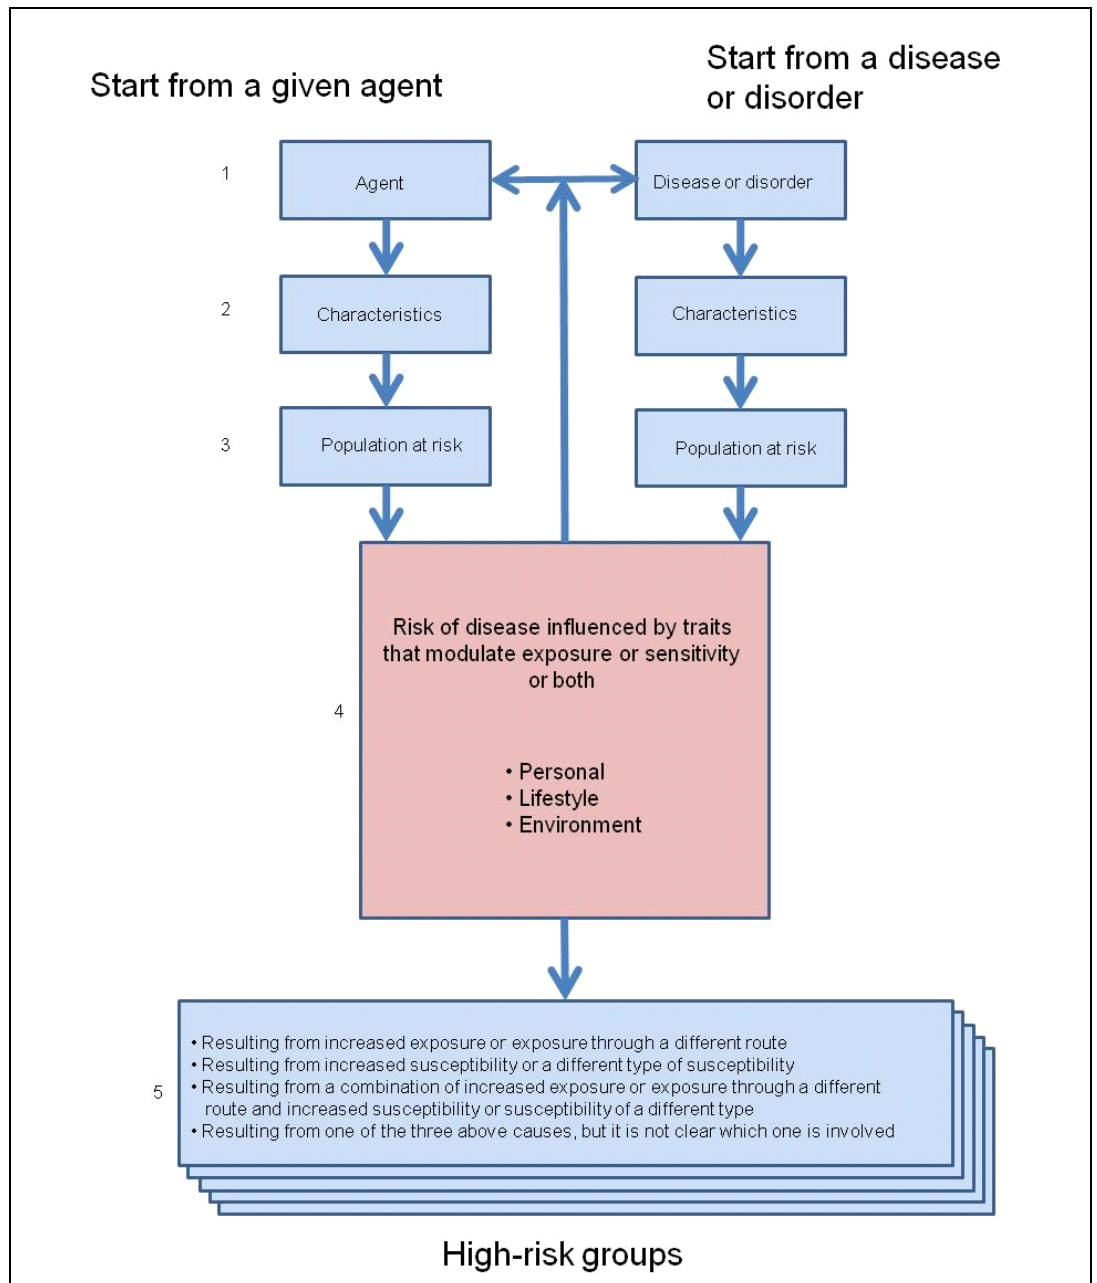 Start from a given agent
Start from a disease
or disorder
1
Agent
Disease or disorder
2
Characteristics
Characteristics
3
Population at risk
Population at risk
Risk of disease influenced by traits
that modulate exposure or sensitivity
or both
4
• Personal
• Lifestyle
• Environment
• Resulting from increased exposure or exposure through a different route
• Resulting from increased susceptibility or a different type of susceptibility
• Resulting from a combination of increased exposure or exposure through a different
5
route and increased susceptibility or susceptibility of a different type
• Resulting from one of the three above causes, but it is not clear which one is involved
High-risk groups